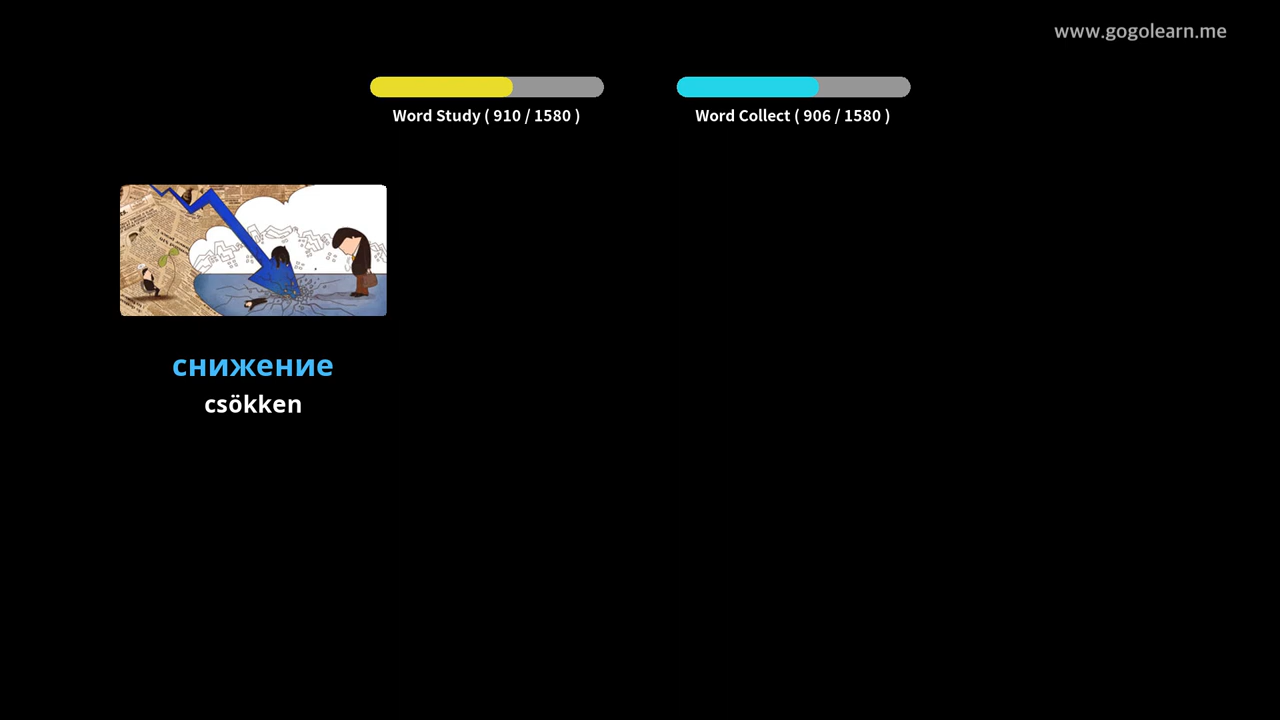 www.gogolearn.me
Word Study ( 910 / 1580 )
Word Collect ( 906 / 1580 )
снижение
csökken